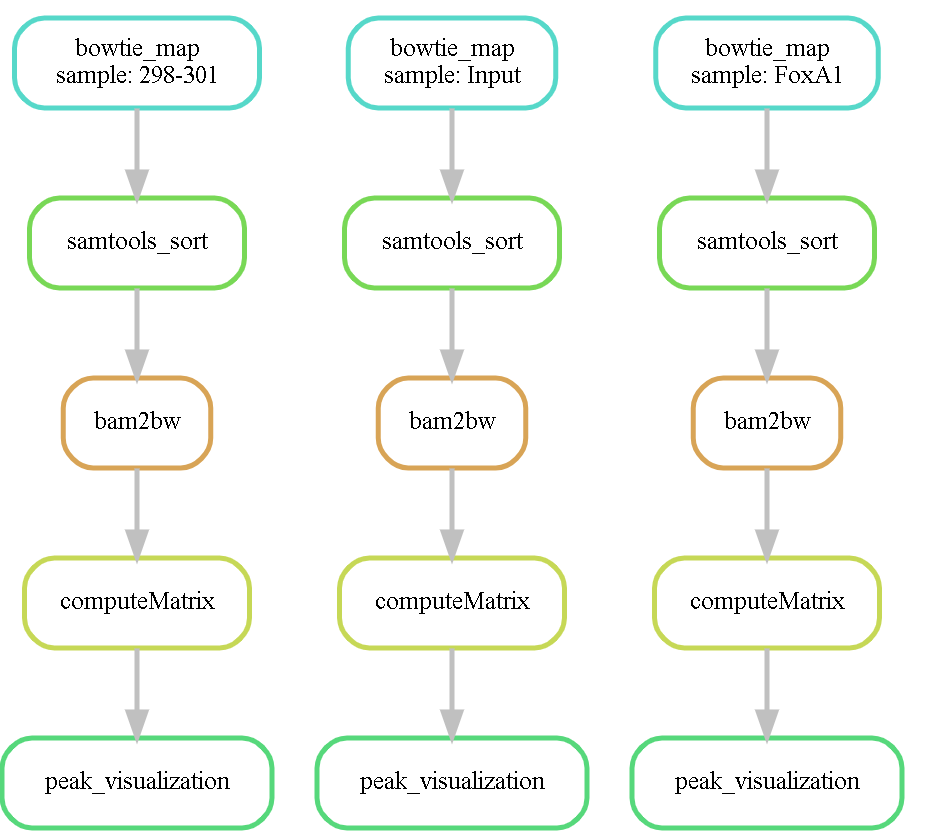 bowtie_map
sample: 298-301
bowtie_map
sample: Input
bowtie_map
sample: FoxA1
samtools_sort
samtools_sort
samtools_sort
bam2bw
bam2bw
bam2bw
computeMatrix
computeMatrix
computeMatrix
peak_visualization
peak_visualization
peak_visualization